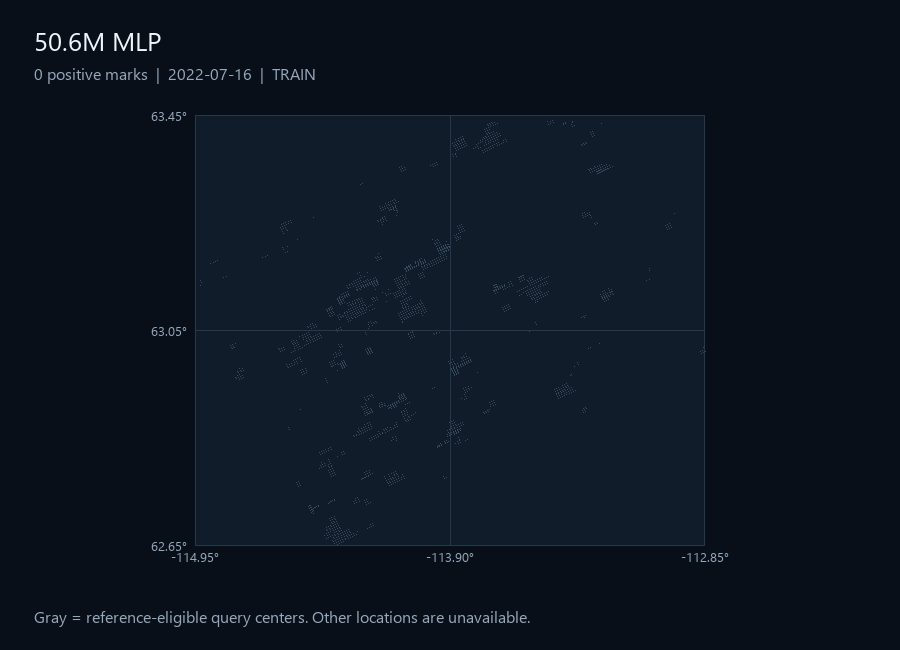 50.6M MLP
0 positive marks | 2022-07-16 | TRAIN
63.45°
63.05°
62.65°
-114.95°
-113.90°
-112.85°
Gray = reference-eligible query centers. Other locations are unavailable.